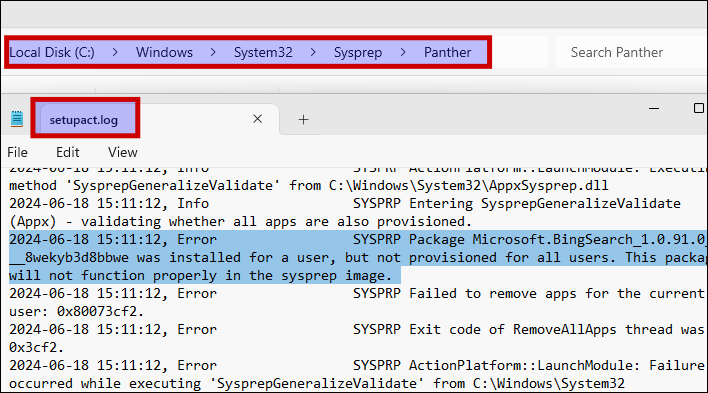 Local Disk (C:) > Windows > System32 > Sysprep > Panther
Search Panther
setupact.log
File Edit View
2024-06-18 15:11:12, Info SYSPRP ActionPlatform::LaunchModule: Executi
method 'SysprepGeneralizeValidate' from C:\Windows\System32\AppxSysprep.dll
2024-06-18 15:11:12, Info SYSPRP Entering SysprepGeneralizeValidate
(Appx) - validating whether all apps are also provisioned.
2024-06-18 15:11:12, Error SYSPRP Package Microsoft.BingSearch_1.0.91.0_
__8wekyb3d8bbwe was installed for a user, but not provisioned for all users. This packag
will not function properly in the sysprep image.
2024-06-18 15:11:12, Error SYSPRP Failed to remove apps for the current
user: 0x80073cf2.
2024-06-18 15:11:12, Error SYSPRP Exit code of RemoveAllApps thread was
0x3cf2.
2024-06-18 15:11:12, Error SYSPRP ActionPlatform::LaunchModule: Failure
occurred while executing 'SysprepGeneralizeValidate' from C:\Windows\System32